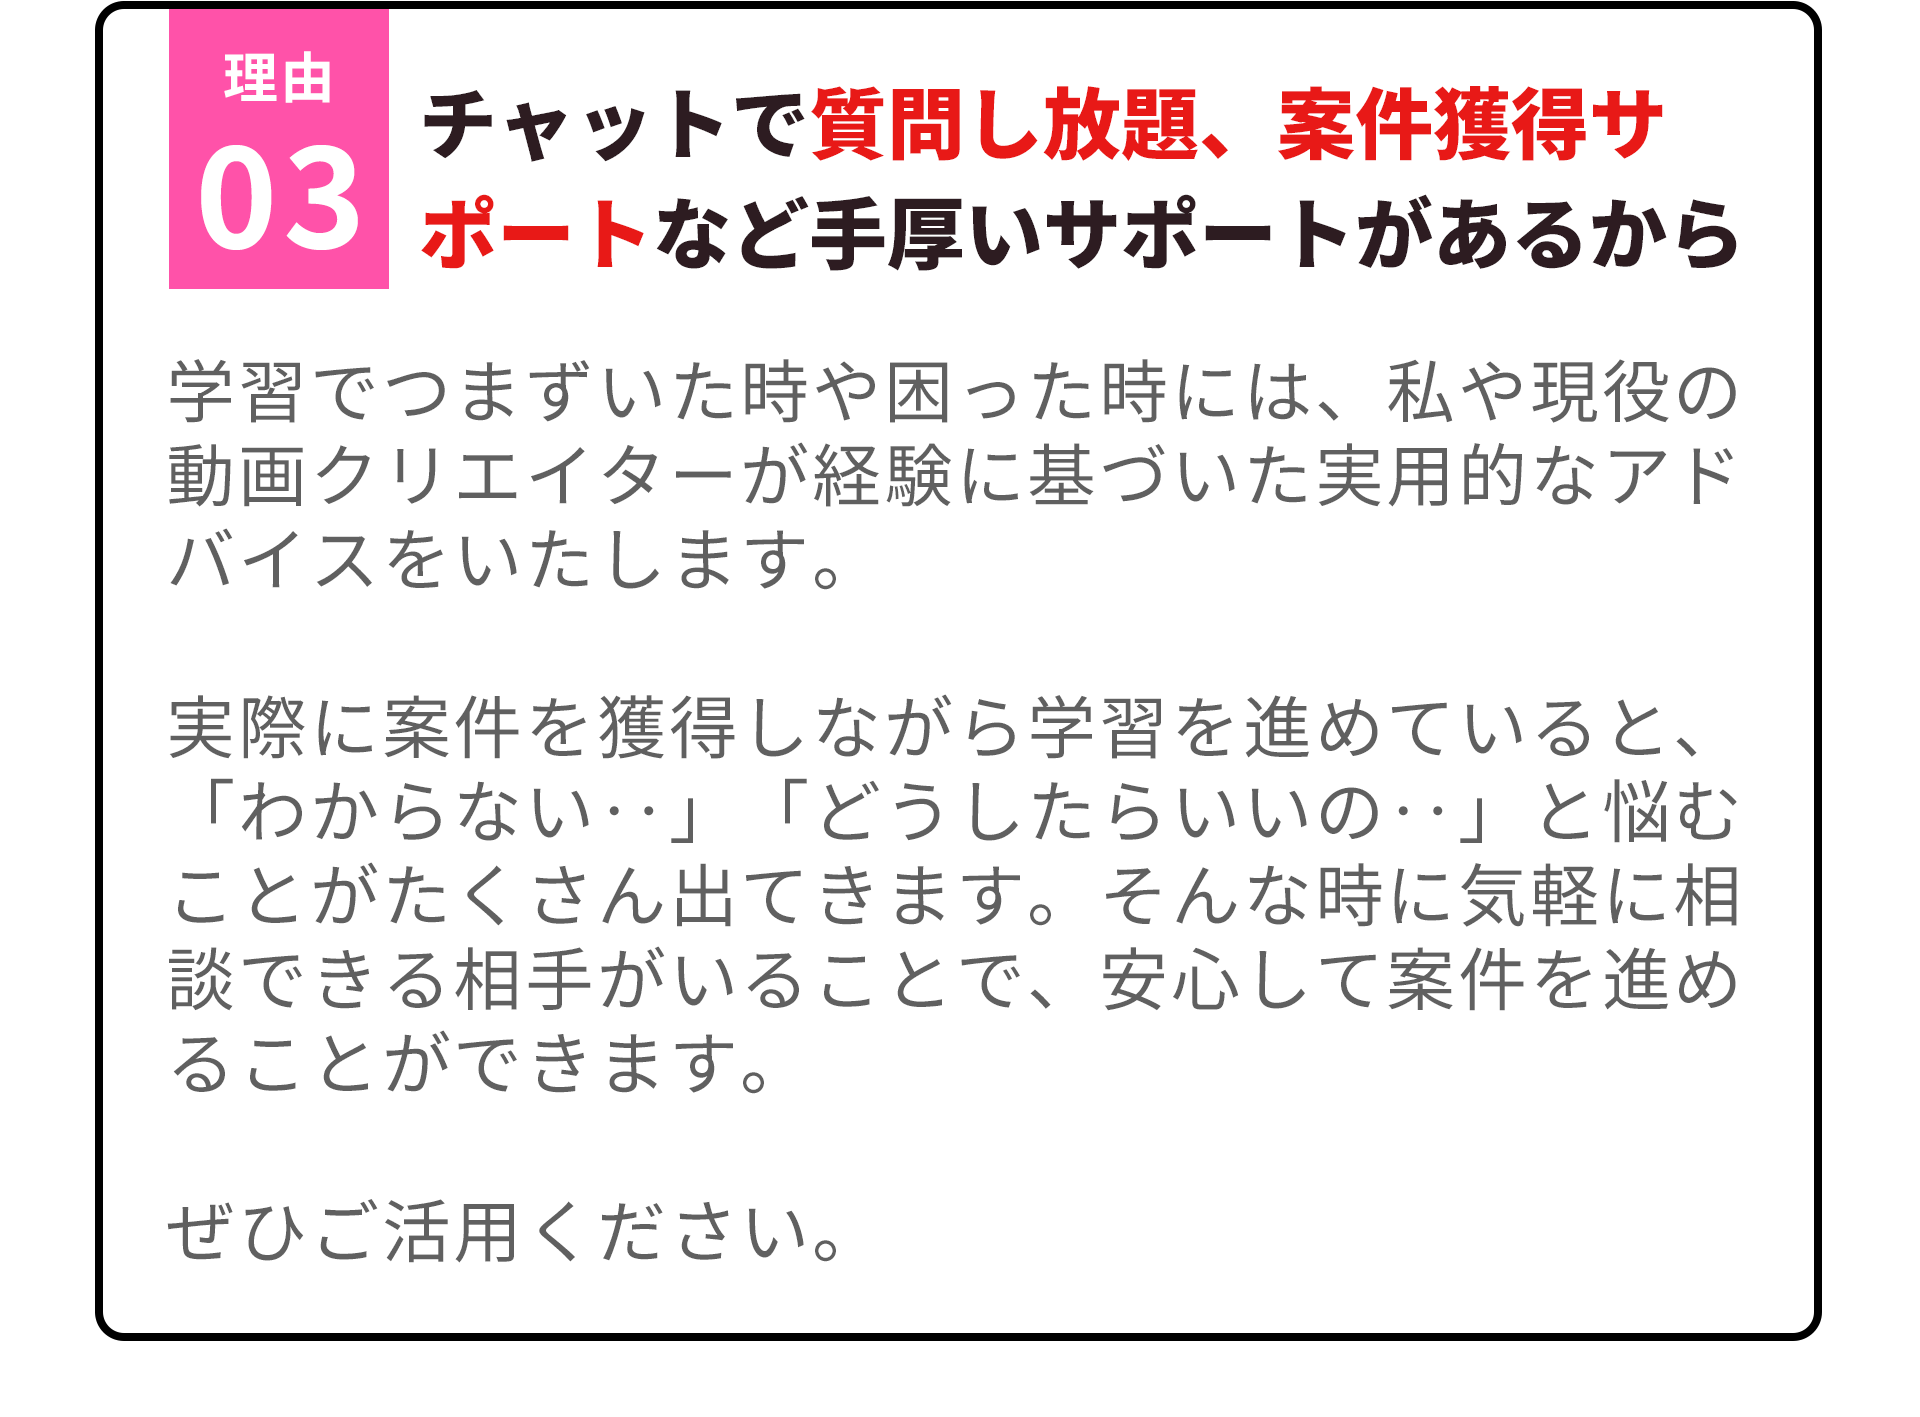 理由
03
チャットで質問し放題、案件獲得サ
ポートなど手厚いサポートがあるから
学習でつまずいた時や困った時には、私や現役の
動画クリエイターが経験に基づいた実用的なアド
バイスをいたします。
実際に案件を獲得しながら学習を進めていると、
「わからない‥」「どうしたらいいの‥」と悩む
ことがたくさん出てきます。そんな時に気軽に相
談できる相手がいることで、安心して案件を進め
ることができます。
ぜひご活用ください。